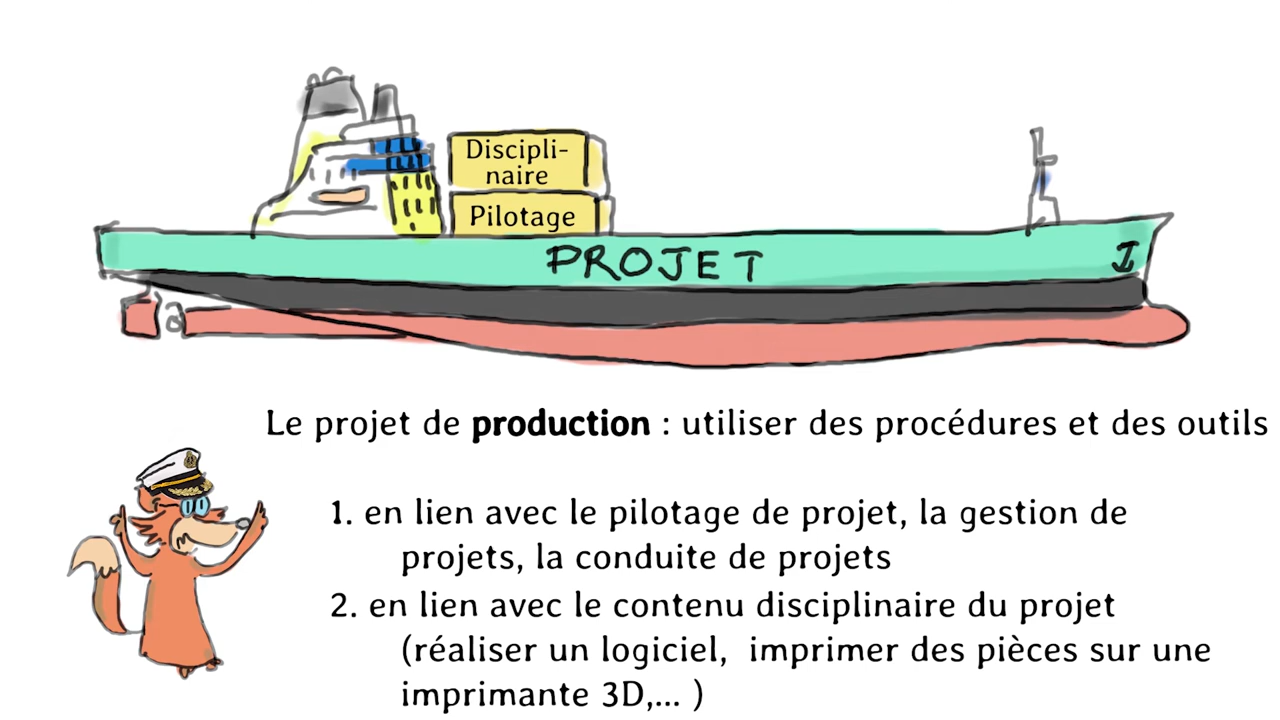 Discipli-
naire
Pilotage
PROJET
Le projet de production : utiliser des procédures et des outils
1. en lien avec le pilotage de projet, la gestion de
projets, la conduite de projets
2. en lien avec le contenu disciplinaire du projet
(réaliser un logiciel, imprimer des pièces sur une
imprimante 3D,... )